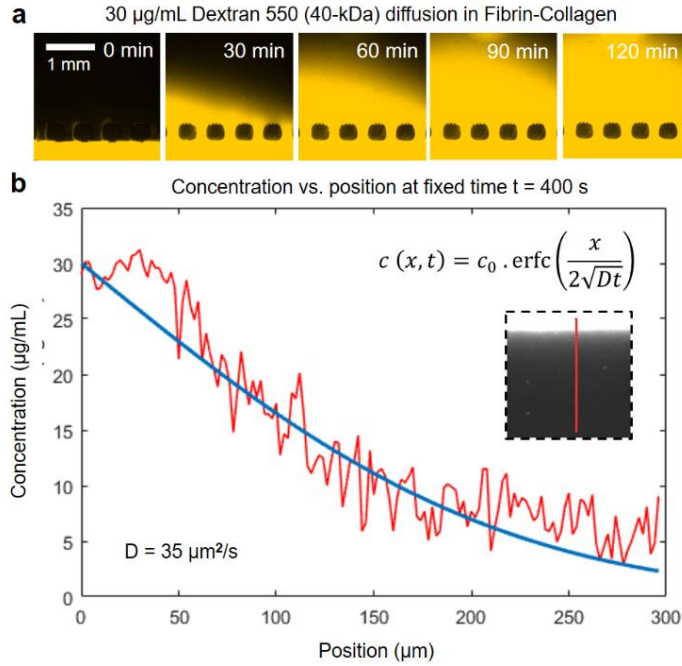 a
30 µg/mL Dextran 550 (40-kDa) diffusion in Fibrin-Collagen
0 min
1 mm
30 min
60 min
90 min
120 min
b
Concentration vs. position at fixed time t = 400 s
c (x, t) = c₀ . erfc(x / 2√Dt)
Concentration (µg/mL)
35
30
25
20
15
10
5
0
D = 35 µm²/s
0 50 100 150 200 250 300
Position (µm)